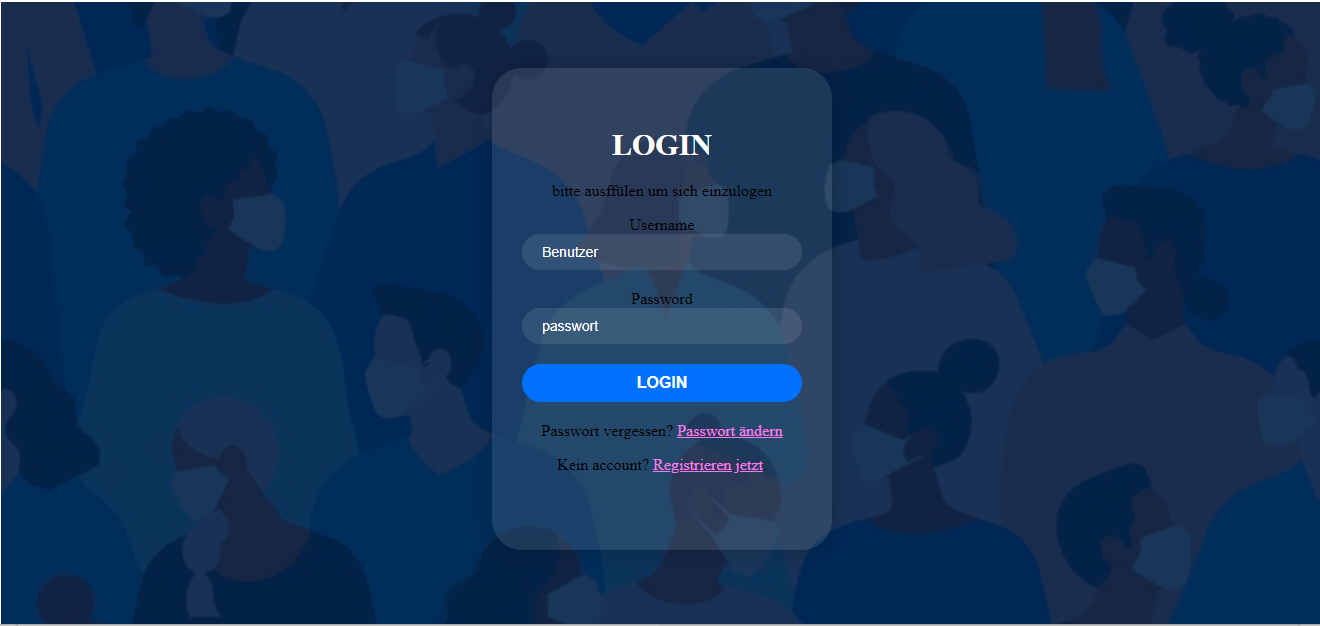 LOGIN
bitte ausffülen um sich einzulogen
Username
Benutzer
Password
passwort
LOGIN
Passwort vergessen? Passwort ändern
Kein account? Registrieren jetzt